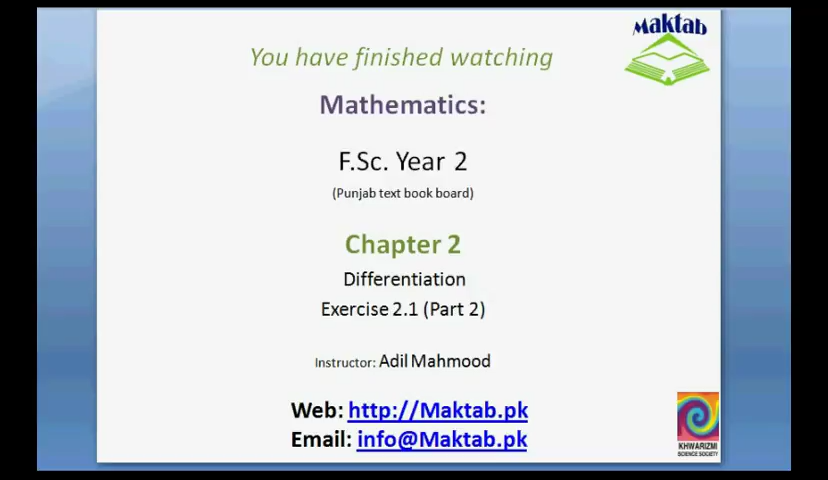 Maktab
You have finished watching
Mathematics:
F.Sc. Year 2
(Punjab text book board)
Chapter 2
Differentiation
Exercise 2.1 (Part 2)
Instructor: Adil Mahmood
Web: http://Maktab.pk
Email: info@Maktab.pk
KHWARIZMI
SCIENCE SOCIETY